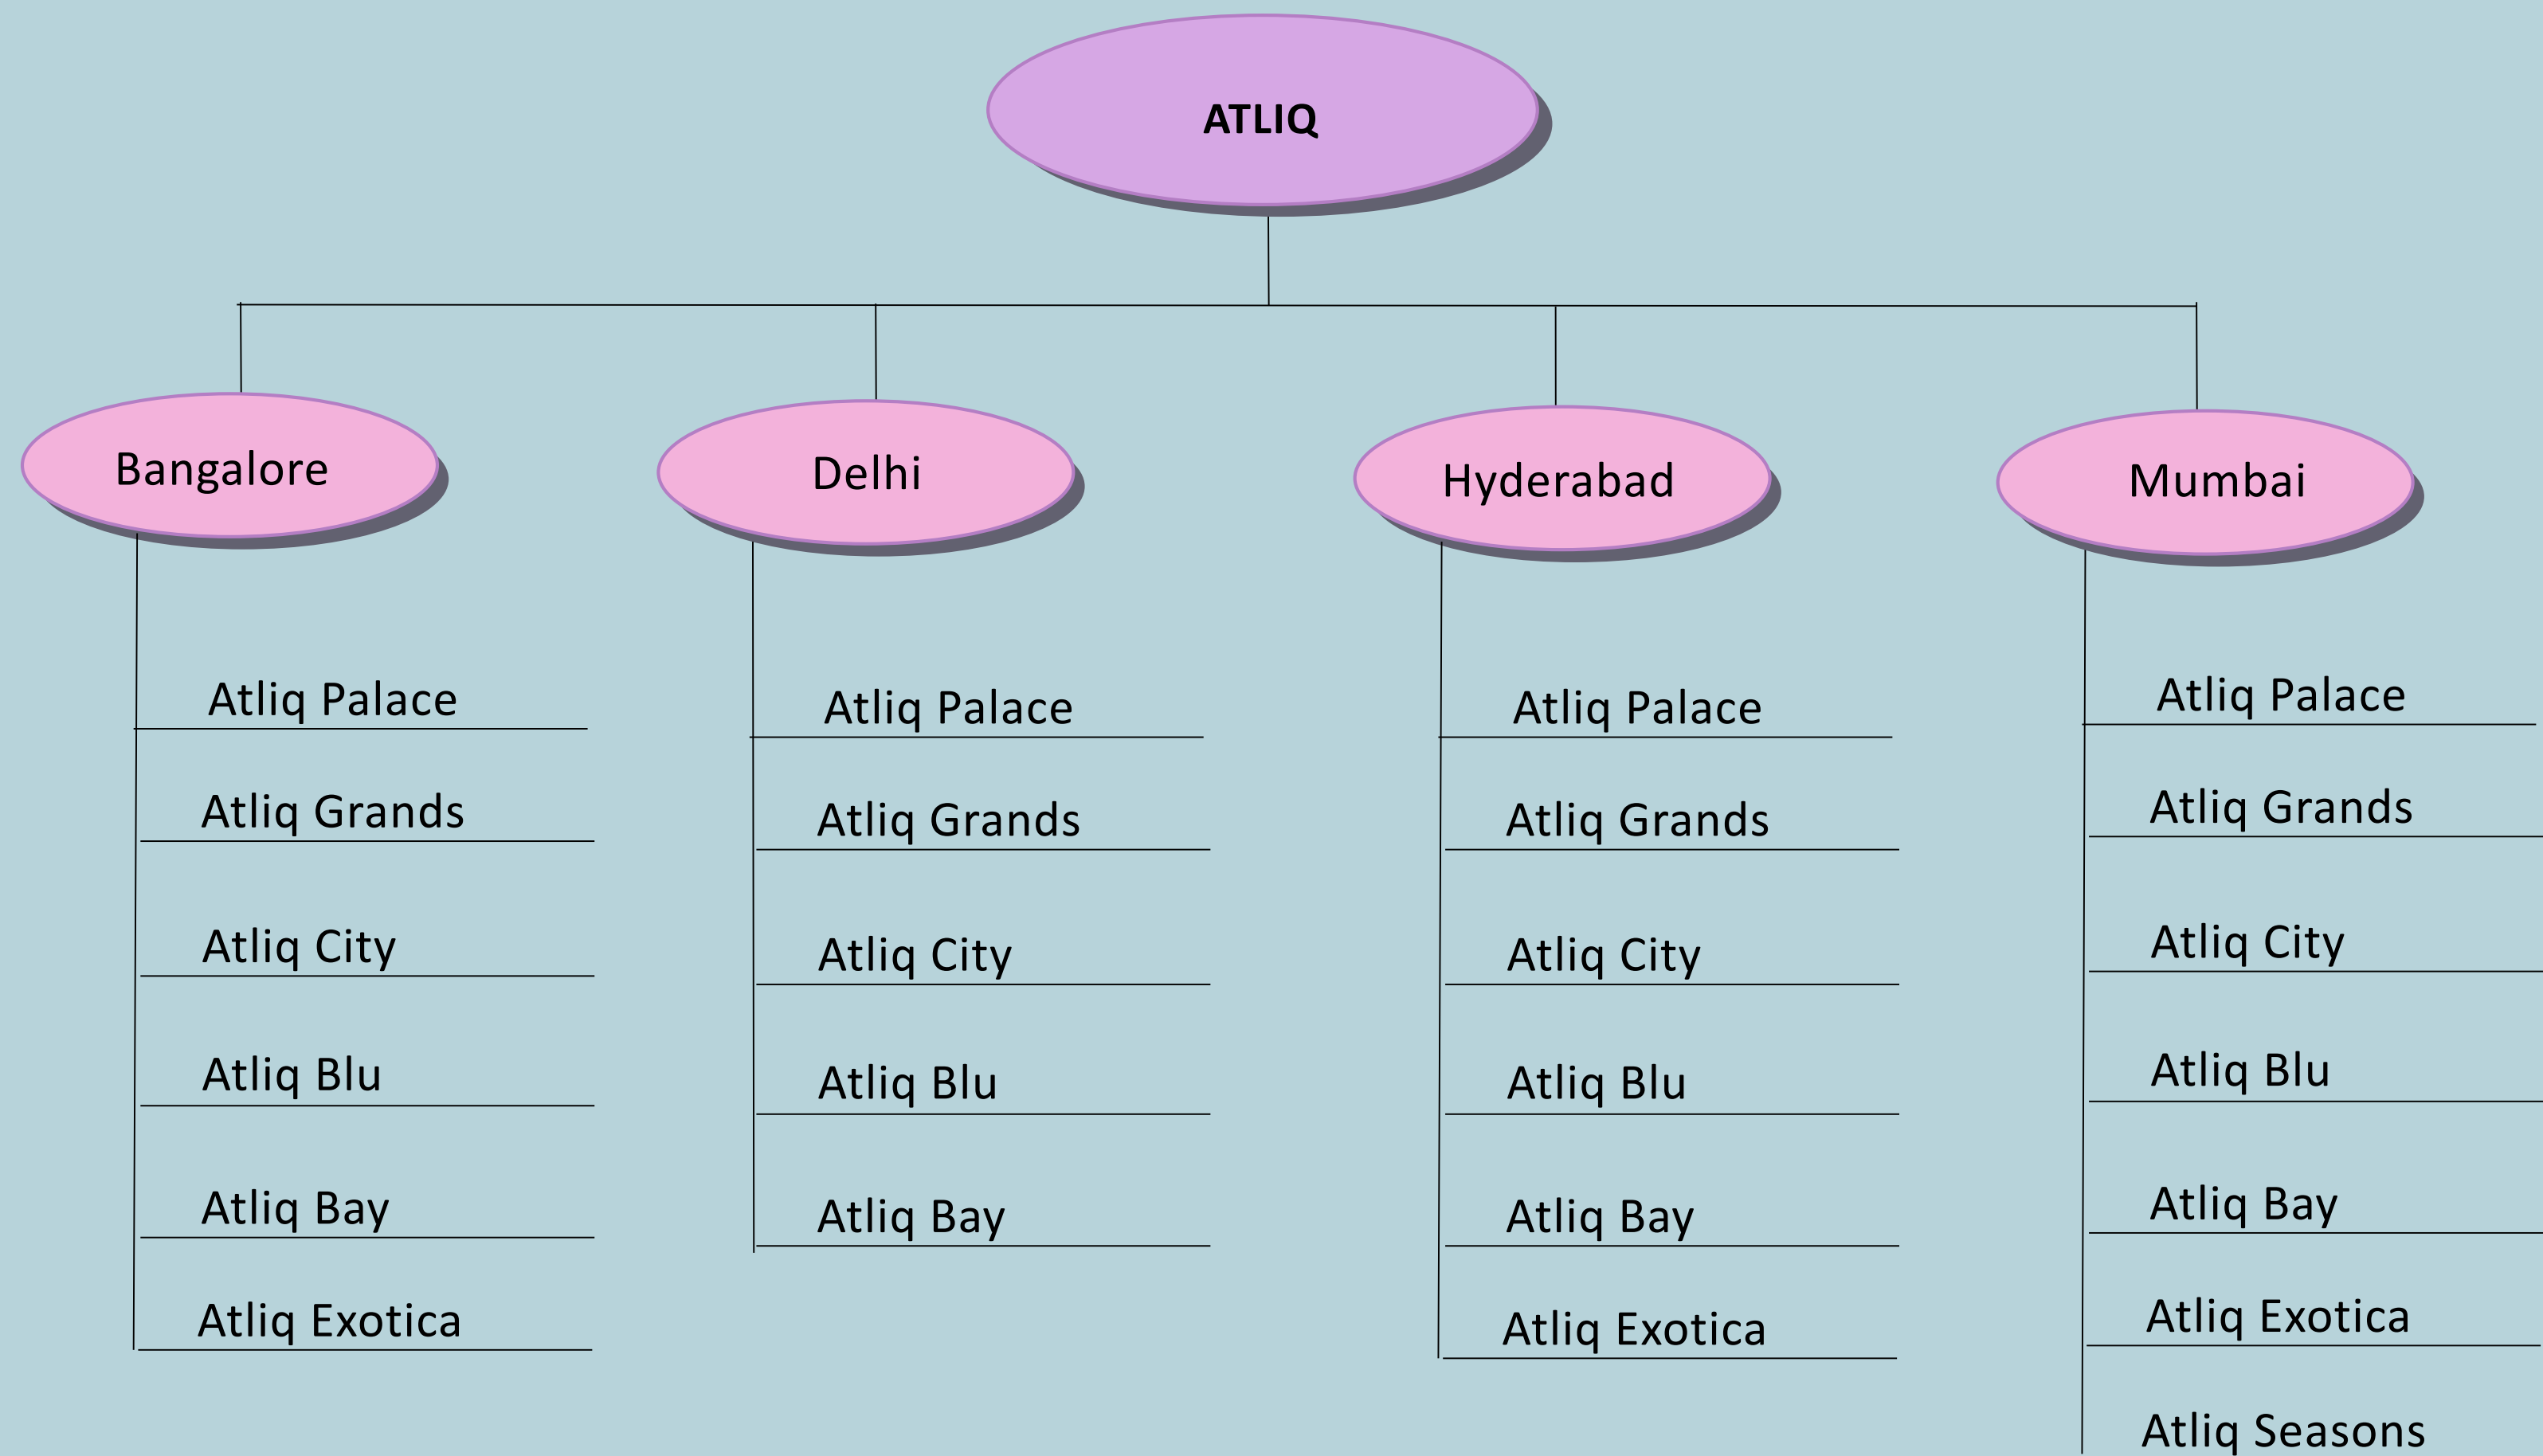 ATLIQ
Bangalore
Delhi
Hyderabad
Mumbai
Atliq Palace
Atliq Grands
Atliq City
Atliq Blu
Atliq Bay
Atliq Exotica
Atliq Palace
Atliq Grands
Atliq City
Atliq Blu
Atliq Bay
Atliq Palace
Atliq Grands
Atliq City
Atliq Blu
Atliq Bay
Atliq Exotica
Atliq Palace
Atliq Grands
Atliq City
Atliq Blu
Atliq Bay
Atliq Exotica
Atliq Seasons